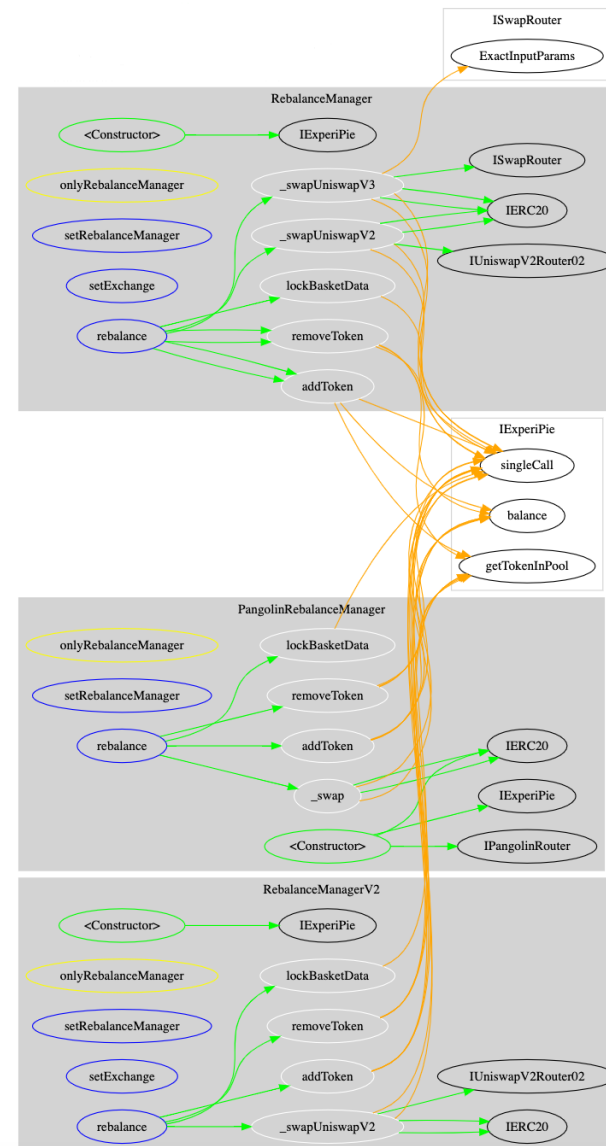 ISwapRouter
ExactInputParams
RebalanceManager
<Constructor>
IExperiPie
onlyRebalanceManager
_swapUniswapV3
ISwapRouter
IERC20
setRebalanceManager
_swapUniswapV2
IUniswapV2Router02
setExchange
lockBasketData
rebalance
removeToken
addToken
IExperiPie
singleCall
balance
getTokenInPool
PangolinRebalanceManager
onlyRebalanceManager
lockBasketData
setRebalanceManager
removeToken
rebalance
addToken
IERC20
_swap
IExperiPie
<Constructor>
IPangolinRouter
RebalanceManagerV2
<Constructor>
IExperiPie
onlyRebalanceManager
lockBasketData
setRebalanceManager
removeToken
setExchange
addToken
IUniswapV2Router02
rebalance
_swapUniswapV2
IERC20